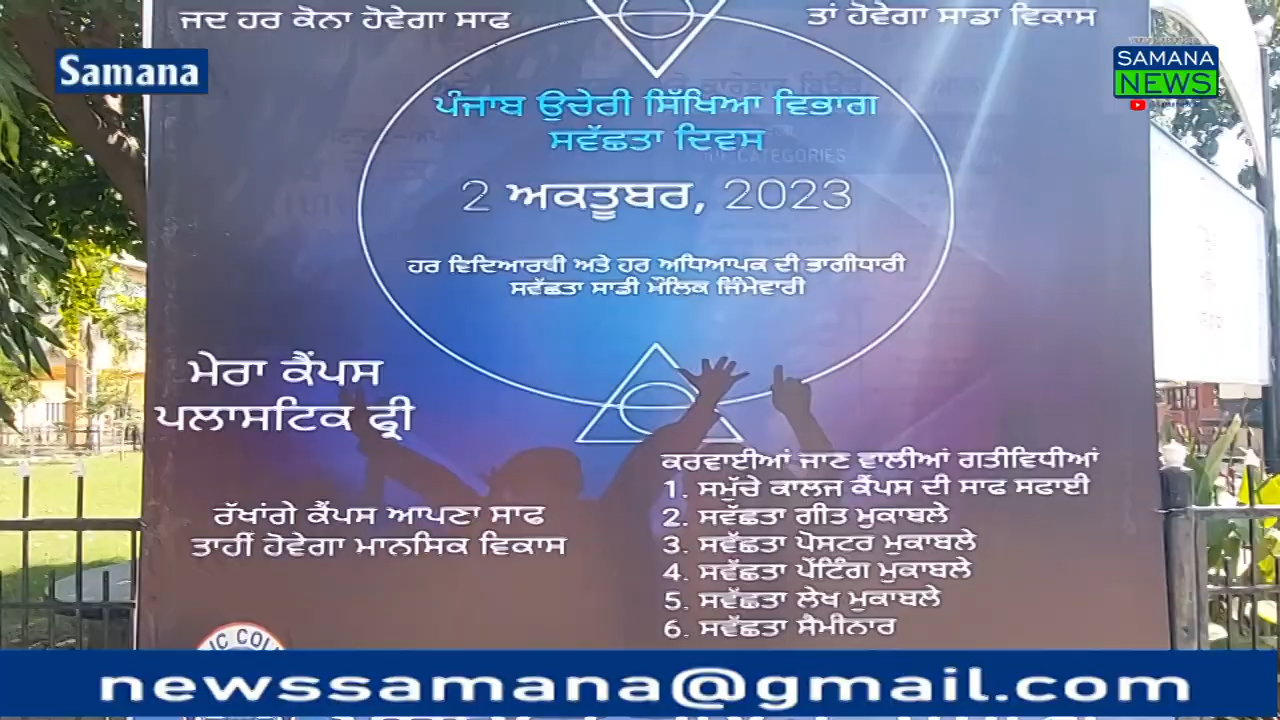 ਜਦ ਹਰ ਕੋਨਾ ਹੋਵੇਗਾ ਸਾਫ
ਤਾਂ ਹੋਵੇਗਾ ਸਾਡਾ ਵਿਕਾਸ
Samana
SAMANA
NEWS
ਪੰਜਾਬ ਉਚੇਰੀ ਸਿੱਖਿਆ ਵਿਭਾਗ
ਸਵੱਛਤਾ ਦਿਵਸ
CATEGORIES
2 ਅਕਤੂਬਰ, 2023
ਹਰ ਵਿਦਿਆਰਥੀ ਅਤੇ ਹਰ ਅਧਿਆਪਕ ਦੀ ਭਾਗੀਧਾਰੀ
ਸਵੱਛਤਾ ਸਾਡੀ ਮੌਲਿਕ ਜਿੰਮੇਵਾਰੀ
ਮੇਰਾ ਕੈਂਪਸ
ਪਲਾਸਟਿਕ ਫ੍ਰੀ
ਰੱਖਾਂਗੇ ਕੈਂਪਸ ਆਪਣਾ ਸਾਫ
ਤਾਹੀਂ ਹੋਵੇਗਾ ਮਾਨਸਿਕ ਵਿਕਾਸ
ਕਰਵਾਈਆਂ ਜਾਣ ਵਾਲੀਆਂ ਗਤੀਵਿਧੀਆਂ
1. ਸਮੁੱਚੇ ਕਾਲਜ ਕੈਂਪਸ ਦੀ ਸਾਫ ਸਫਾਈ
2. ਸਵੱਛਤਾ ਗੀਤ ਮੁਕਾਬਲੇ
3. ਸਵੱਛਤਾ ਪੋਸਟਰ ਮੁਕਾਬਲੇ
4. ਸਵੱਛਤਾ ਪੇਂਟਿੰਗ ਮੁਕਾਬਲੇ
5. ਸਵੱਛਤਾ ਲੇਖ ਮੁਕਾਬਲੇ
6. ਸਵੱਛਤਾ ਸੈਮੀਨਾਰ
newssamana@gmail.com